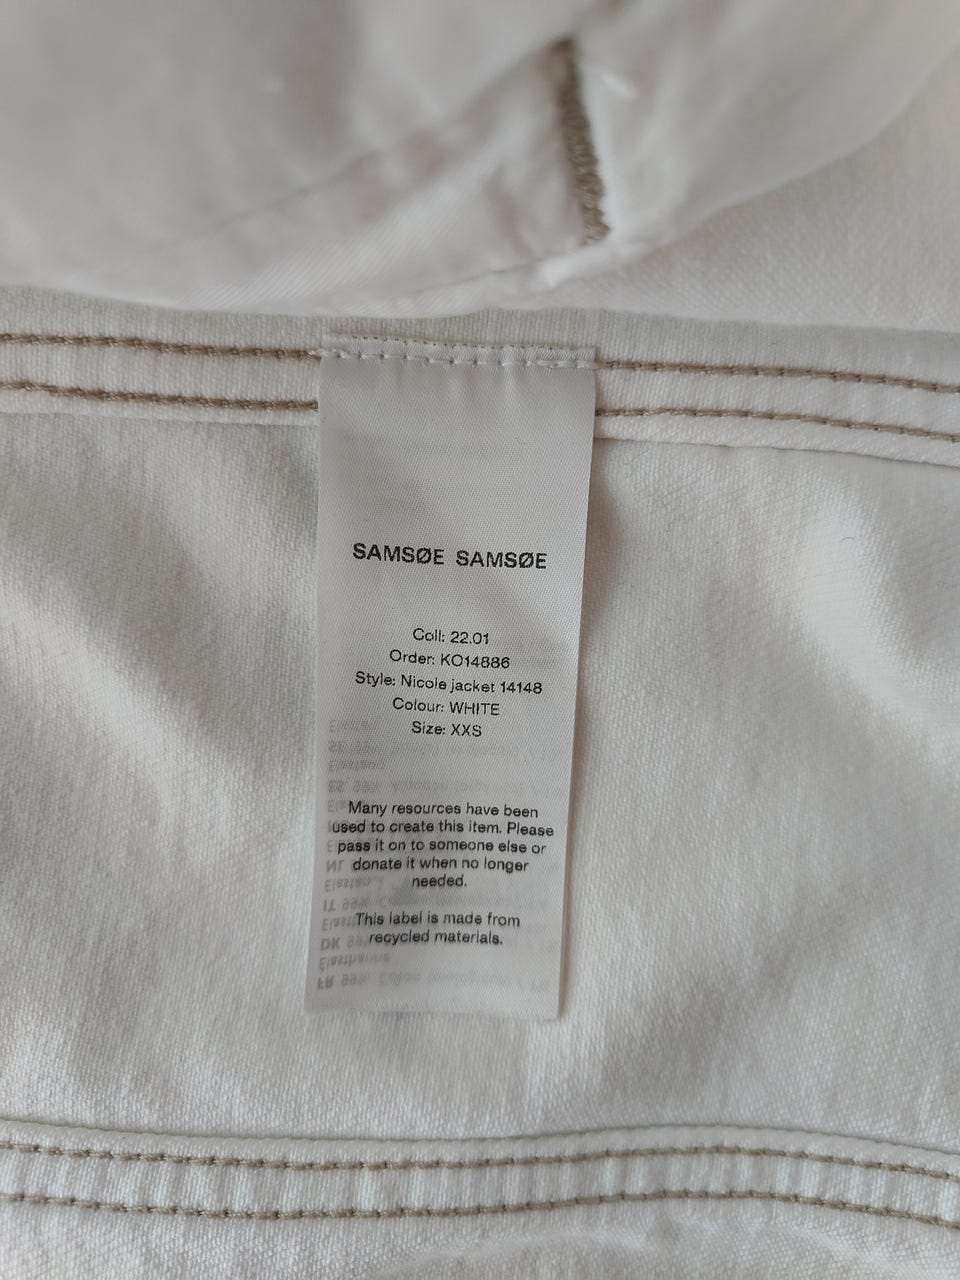 SAMSØE SAMSØE
Coll: 22.01
Order: KO14886
Style: Nicole jacket 14148
Colour: WHITE
Size: XXS
Many resources have been
used to create this item. Please
pass it on to someone else or
donate it when no longer
needed.
This label is made from
recycled materials.